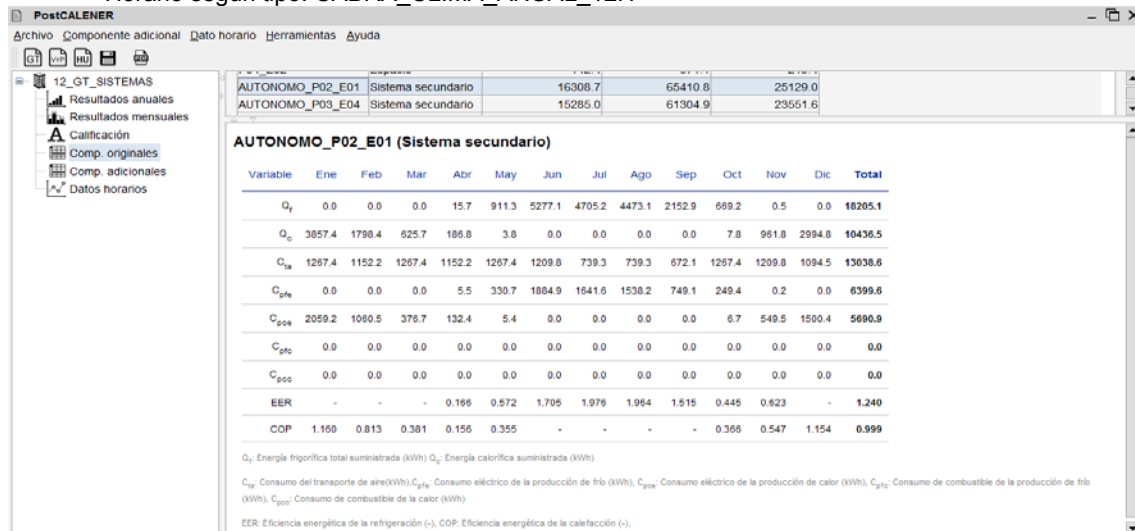 PostCALENER
Archivo Componente adicional Dato horario Herramientas Ayuda
GT VYP HU
12_GT_SISTEMAS
Resultados anuales
Resultados mensuales
Calificación
Comp. originales
Comp. adicionales
Datos horarios
AUTONOMO_P02_E01 Sistema secundario 16308.7 65410.8 25129.0
AUTONOMO_P03_E04 Sistema secundario 15285.0 61304.9 23551.6
AUTONOMO_P02_E01 (Sistema secundario)
Variable Ene Feb Mar Abr May Jun Jul Ago Sep Oct Nov Dic Total
Qf 0.0 0.0 0.0 15.7 911.3 5277.1 4705.2 4473.1 2152.9 669.2 0.5 0.0 18205.1
Qc 3857.4 1798.4 625.7 186.8 3.8 0.0 0.0 0.0 0.0 7.8 961.8 2994.8 10436.5
Cta 1267.4 1152.2 1267.4 1152.2 1267.4 1209.8 739.3 739.3 672.1 1267.4 1209.8 1094.5 13038.6
Cpfe 0.0 0.0 0.0 5.5 330.7 1884.9 1641.6 1538.2 749.1 249.4 0.2 0.0 6399.6
Cpce 2059.2 1060.5 376.7 132.4 5.4 0.0 0.0 0.0 0.0 6.7 549.5 1500.4 5690.9
Cpfc 0.0 0.0 0.0 0.0 0.0 0.0 0.0 0.0 0.0 0.0 0.0 0.0 0.0
Cpcc 0.0 0.0 0.0 0.0 0.0 0.0 0.0 0.0 0.0 0.0 0.0 0.0 0.0
EER - - - 0.166 0.572 1.705 1.976 1.964 1.515 0.445 0.623 - 1.240
COP 1.160 0.813 0.381 0.156 0.355 - - - - 0.366 0.547 1.154 0.999
Qf: Energía frigorífica total suministrada (kWh) Qc: Energía calorífica suministrada (kWh)
Cta: Consumo del transporte de aire(kWh),Cpfe: Consumo eléctrico de la producción de frío (kWh), Cpce: Consumo eléctrico de la producción de calor (kWh), Cpfc: Consumo de combustible de la producción de frío
(kWh), Cpcc: Consumo de combustible de la calor (kWh)
EER: Eficiencia energética de la refrigeración (-), COP: Eficiencia energética de la calefacción (-),